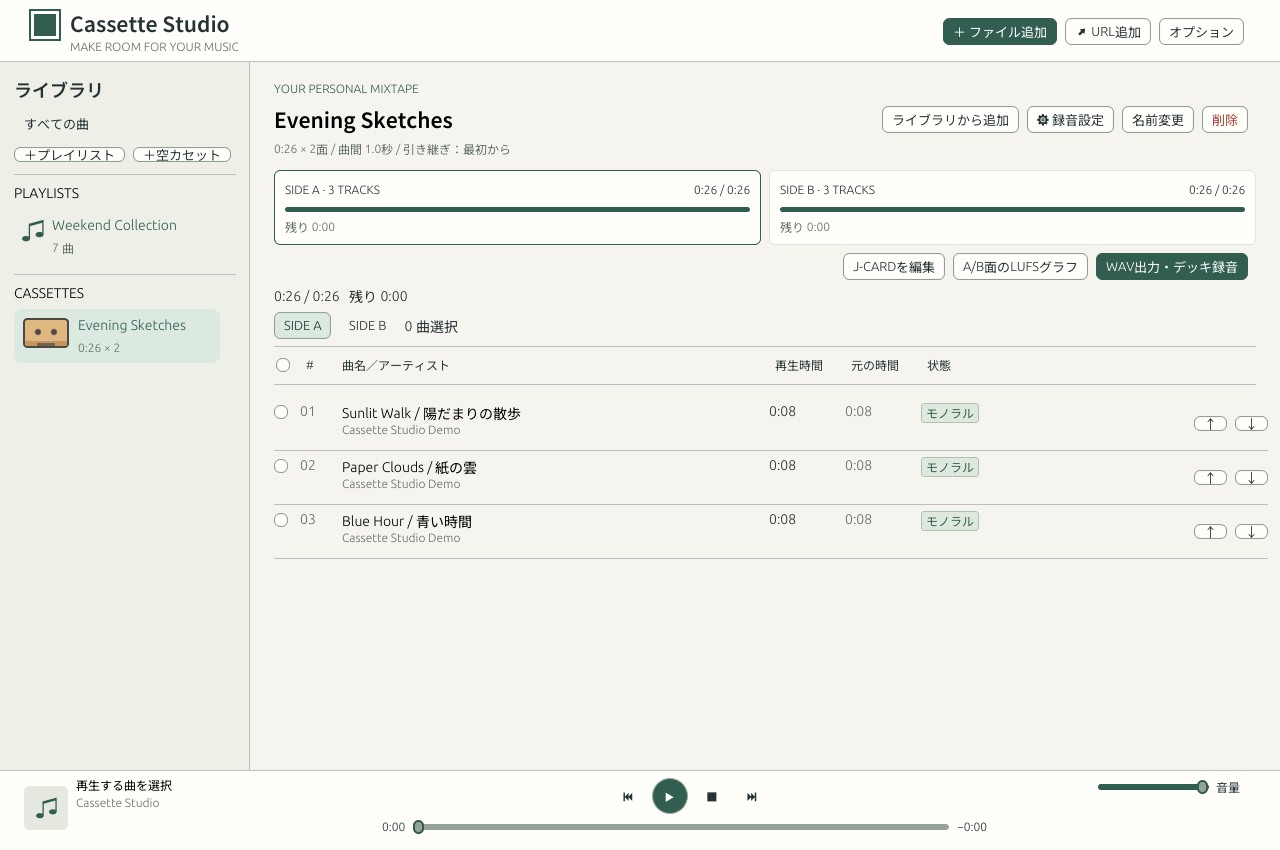 Cassette Studio
MAKE ROOM FOR YOUR MUSIC
＋ ファイル追加
⬈ URL追加
オプション
ライブラリ
すべての曲
＋プレイリスト
＋空カセット
PLAYLISTS
Weekend Collection
7 曲
CASSETTES
Evening Sketches
0:26 × 2
YOUR PERSONAL MIXTAPE
Evening Sketches
ライブラリから追加
⚙ 録音設定
名前変更
削除
0:26 × 2面 / 曲間 1.0秒 / 引き継ぎ：最初から
SIDE A · 3 TRACKS
0:26 / 0:26
残り 0:00
SIDE B · 3 TRACKS
0:26 / 0:26
残り 0:00
J-CARDを編集
A/B面のLUFSグラフ
WAV出力・デッキ録音
0:26 / 0:26 残り 0:00
SIDE A
SIDE B
0 曲選択
# 曲名／アーティスト 再生時間 元の時間 状態
01 Sunlit Walk / 陽だまりの散歩 0:08 0:08 モノラル ↑ ↓
Cassette Studio Demo
02 Paper Clouds / 紙の雲 0:08 0:08 モノラル ↑ ↓
Cassette Studio Demo
03 Blue Hour / 青い時間 0:08 0:08 モノラル ↑ ↓
Cassette Studio Demo
再生する曲を選択
Cassette Studio
0:00
−0:00
音量